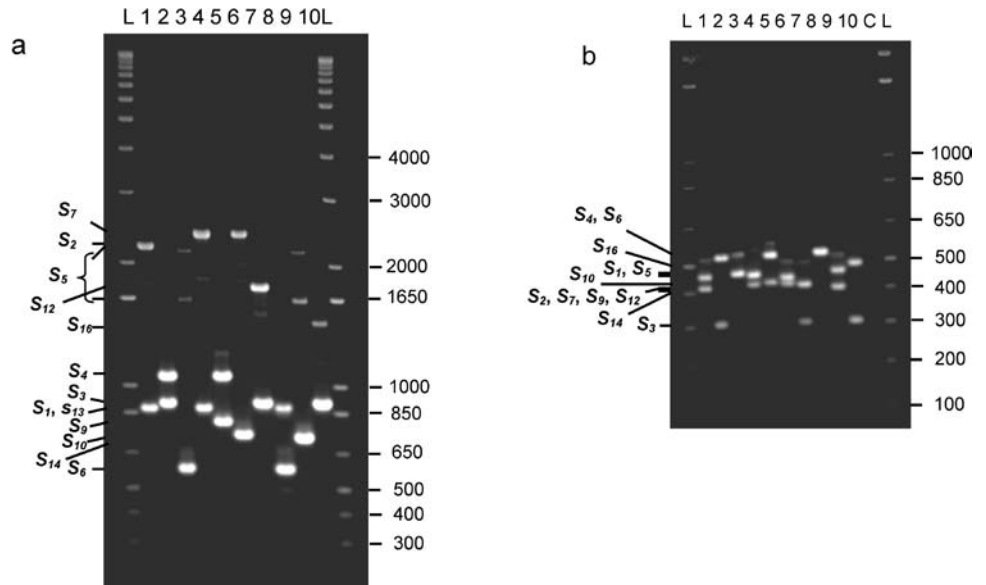 a
L 1 2 3 4 5 6 7 8 9 10 L
S7
S2
S5
S12
S16
S4
S3
S1, S13
S9
S10
S14 S6
4000
3000
2000
1650
1000
850
650
500
400
300
b
L 1 2 3 4 5 6 7 8 9 10 C L
S4, S6
S16
S10 S1, S5
S2, S7, S9, S12
S14
S3
1000
850
650
500
400
300
200
100